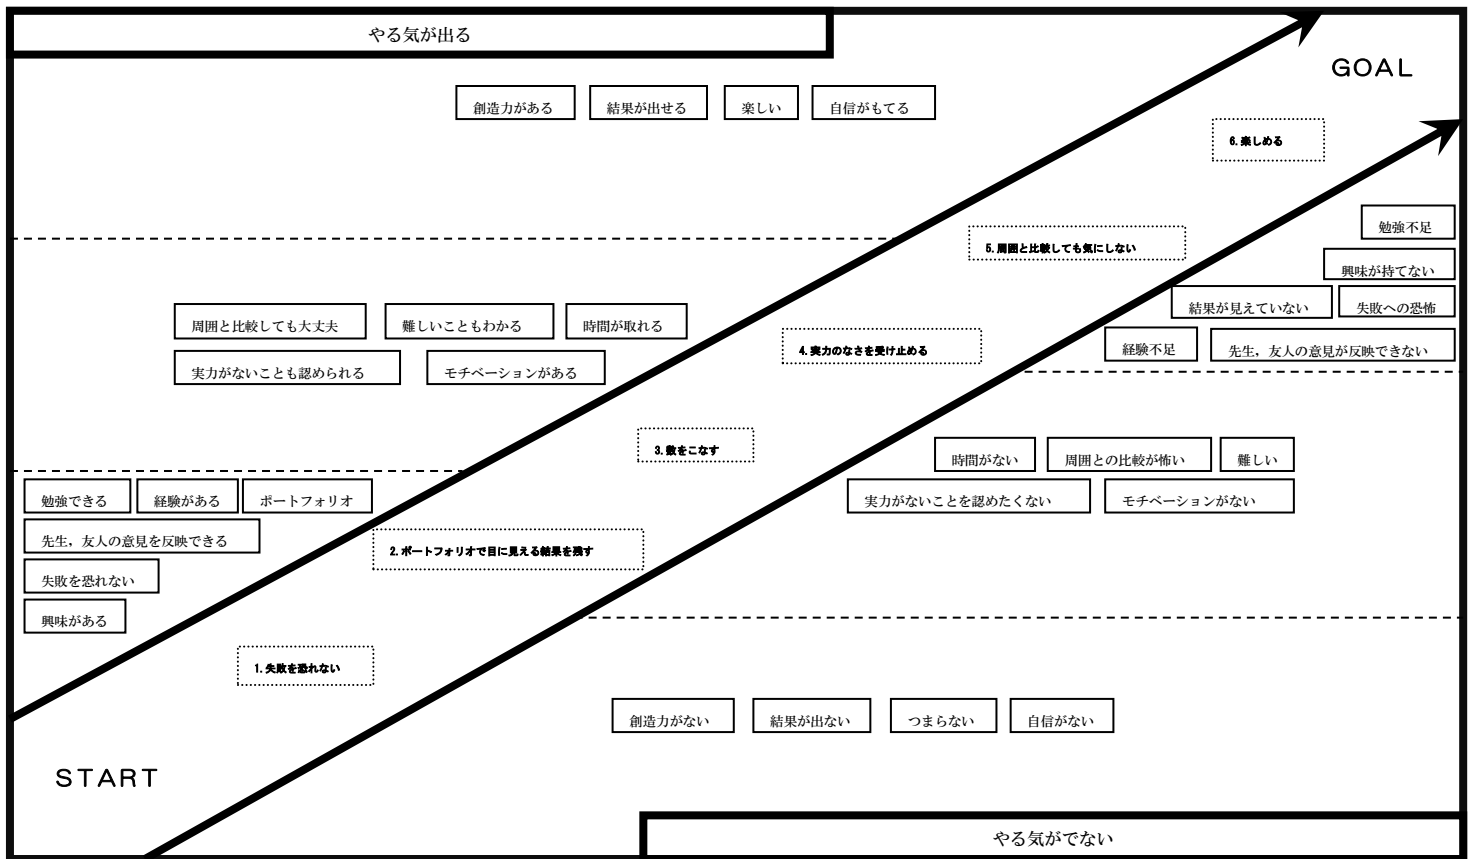 やる気が出る
GOAL
創造力がある
結果が出せる
楽しい
自信がもてる
6.楽しめる
5.周囲と比較しても気にしない
勉強不足
興味が持てない
結果が見えていない
失敗への恐怖
経験不足
先生，友人の意見が反映できない
周囲と比較しても大丈夫
難しいこともわかる
時間が取れる
実力がないことも認められる
モチベーションがある
4.実力のなさを受け止める
3.数をこなす
時間がない
周囲との比較が怖い
難しい
実力がないことを認めたくない
モチベーションがない
勉強できる
経験がある
ポートフォリオ
先生，友人の意見を反映できる
失敗を恐れない
興味がある
2.ポートフォリオで目に見える結果を残す
1.失敗を恐れない
創造力がない
結果が出ない
つまらない
自信がない
START
やる気がでない